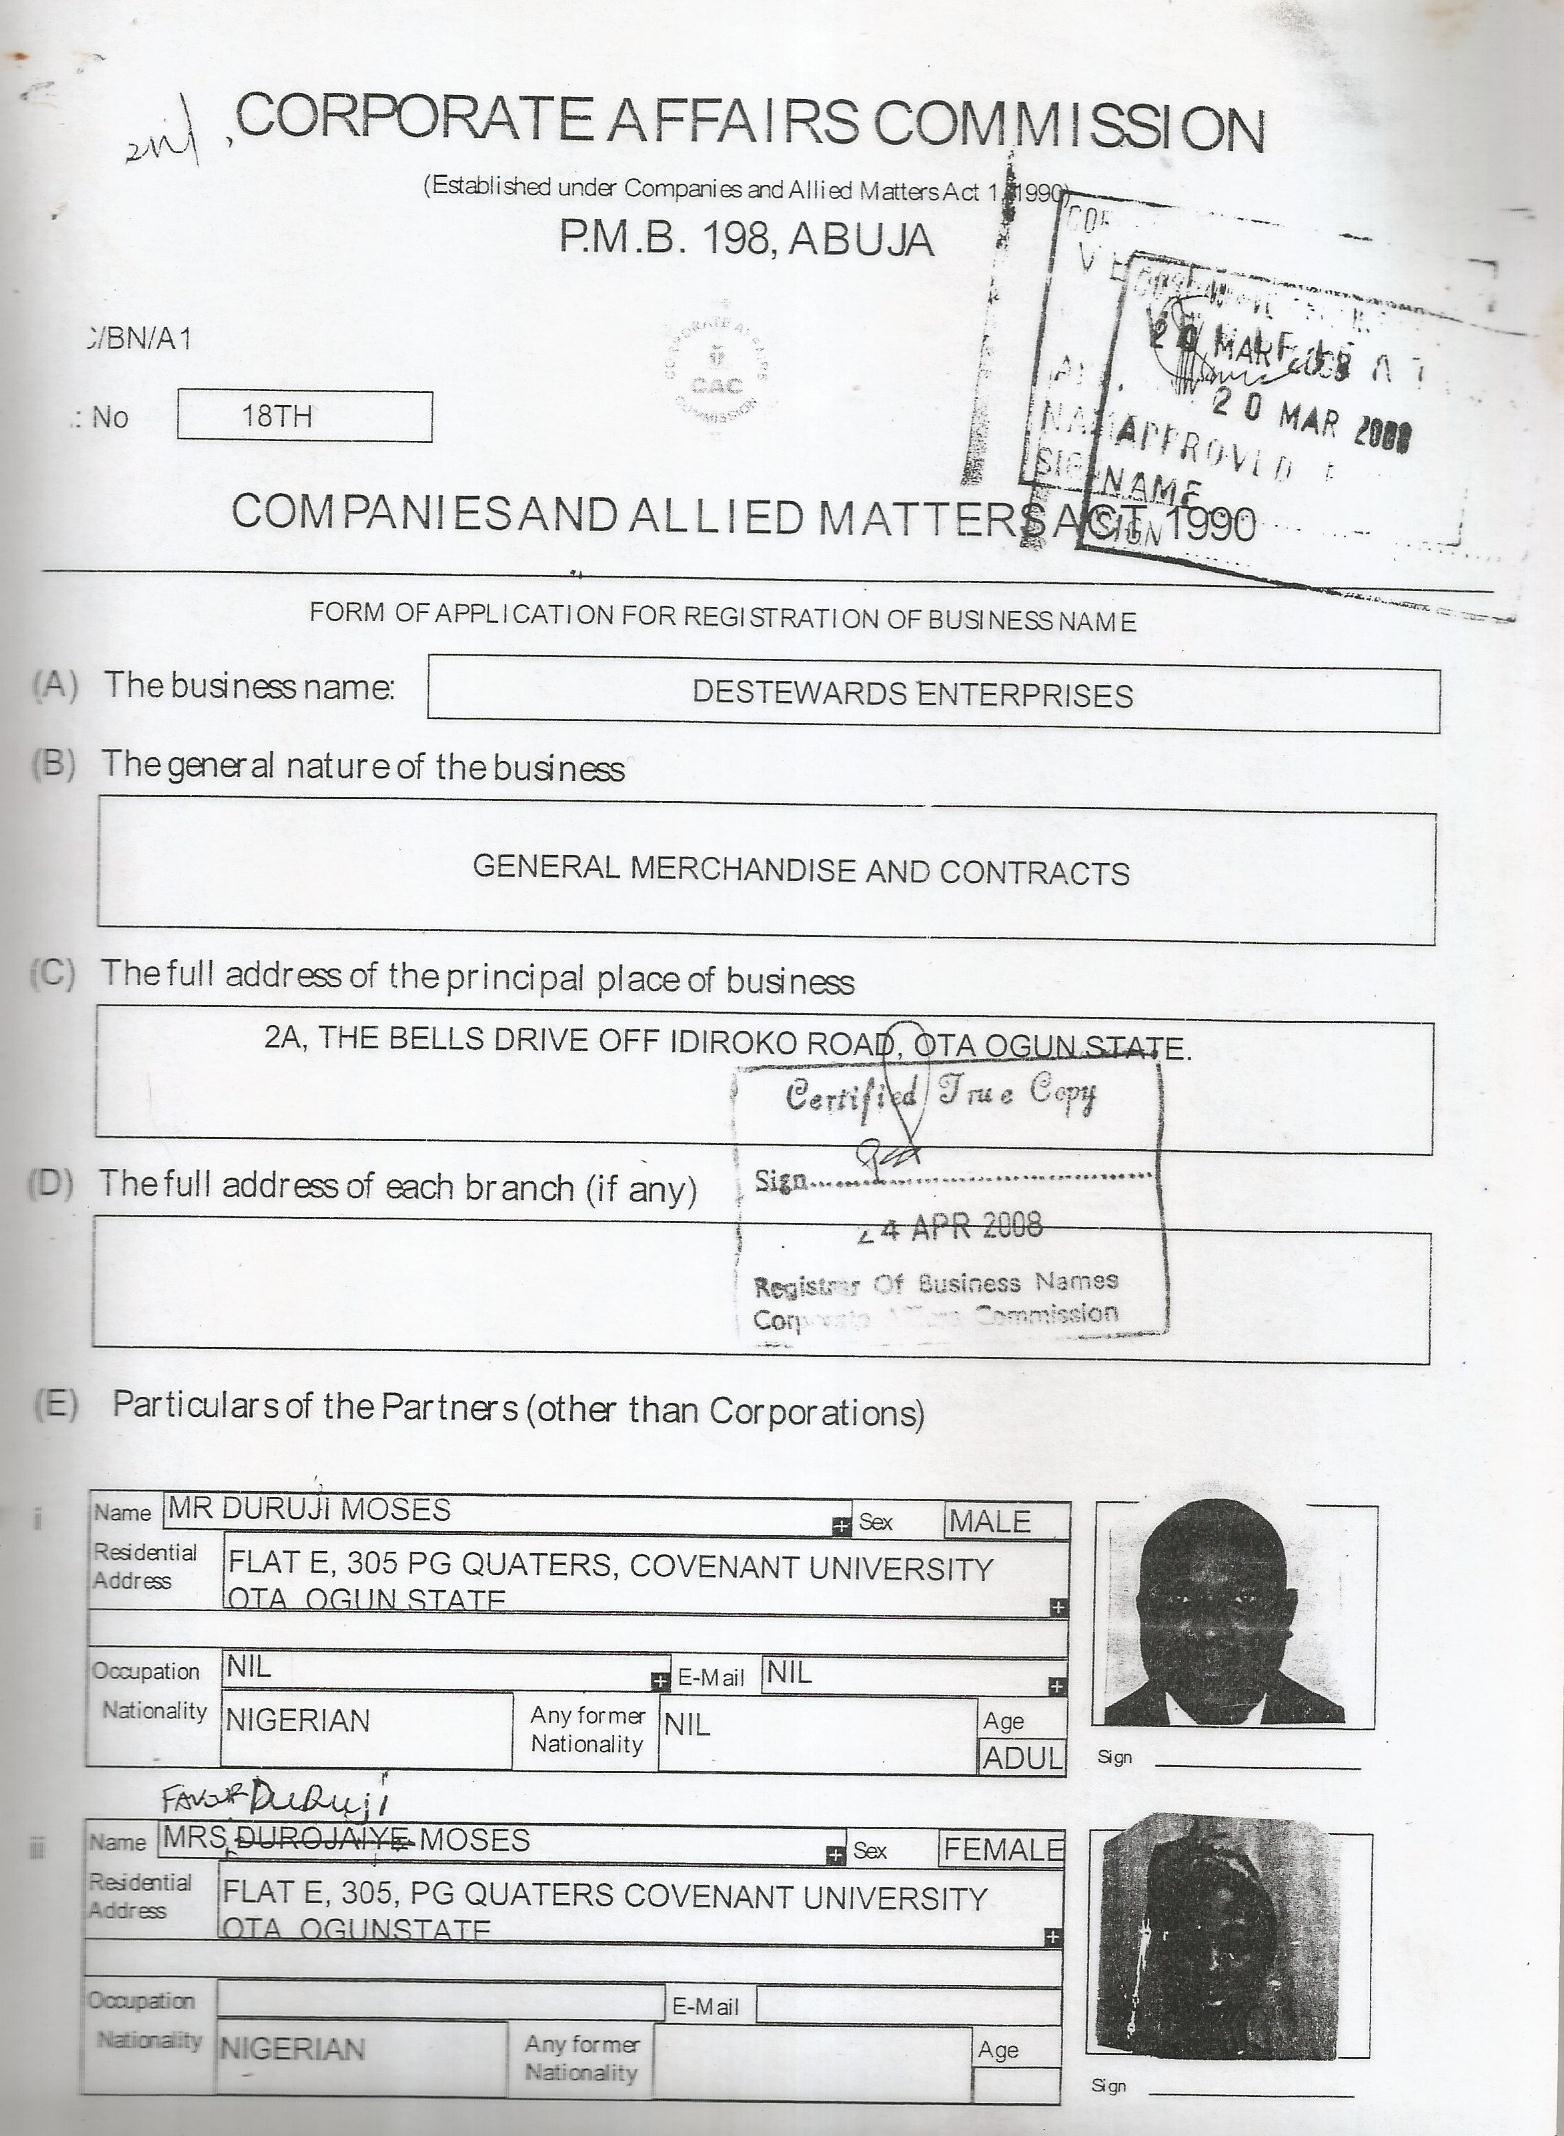 CORPORATE AFFAIRS COMMISSION
(Established under Companies and Allied Matters Act 1, 1990)
P.M.B. 198, ABUJA
C/BN/A1
CORPORATE AFFAIRS COMMISSION
CAC
.: No 18TH
20 MAR
20 MAR 2008
APPROVED
NAME
SIGN
COMPANIES AND ALLIED MATTERS ACT 1990
FORM OF APPLICATION FOR REGISTRATION OF BUSINESS NAME
(A) The business name: DESTEWARDS ENTERPRISES
(B) The general nature of the business
GENERAL MERCHANDISE AND CONTRACTS
(C) The full address of the principal place of business
2A, THE BELLS DRIVE OFF IDIROKO ROAD, OTA OGUN STATE.
Certified True Copy
Sign
(D) The full address of each branch (if any)
24 APR 2008
Registrar Of Business Names
Corporate Affairs Commission
(E) Particulars of the Partners (other than Corporations)
i
Name MR DURUJi MOSES Sex MALE
Residential Address FLAT E, 305 PG QUATERS, COVENANT UNIVERSITY
OTA OGUN STATE
Occupation NIL E-Mail NIL
Nationality NIGERIAN Any former Nationality NIL Age ADUL
Sign
FAVOUR DuRuji
iii
Name MRS DUROJAIYE MOSES Sex FEMALE
Residential Address FLAT E, 305, PG QUATERS COVENANT UNIVERSITY
OTA OGUNSTATE
Occupation E-Mail
Nationality NIGERIAN Any former Nationality Age
Sign